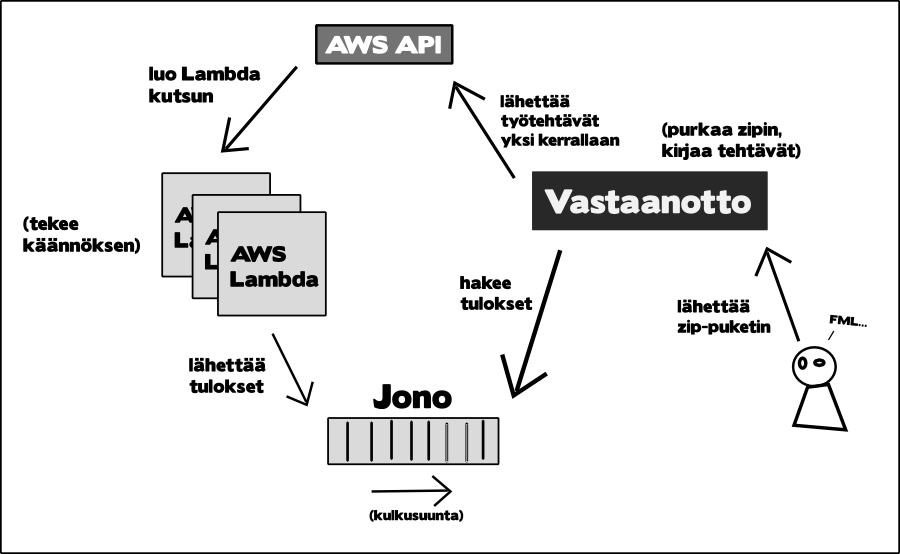 AWS API
luo Lambda
kutsun
lähettää
työtehtävät
yksi kerrallaan
(purkaa zipin,
kirjaa tehtävät)
Vastaanotto
(tekee
käännöksen)
AWS
Lambda
hakee
tulokset
lähettää
zip-puketin
FML...
lähettää
tulokset
Jono
(kulkusuunta)